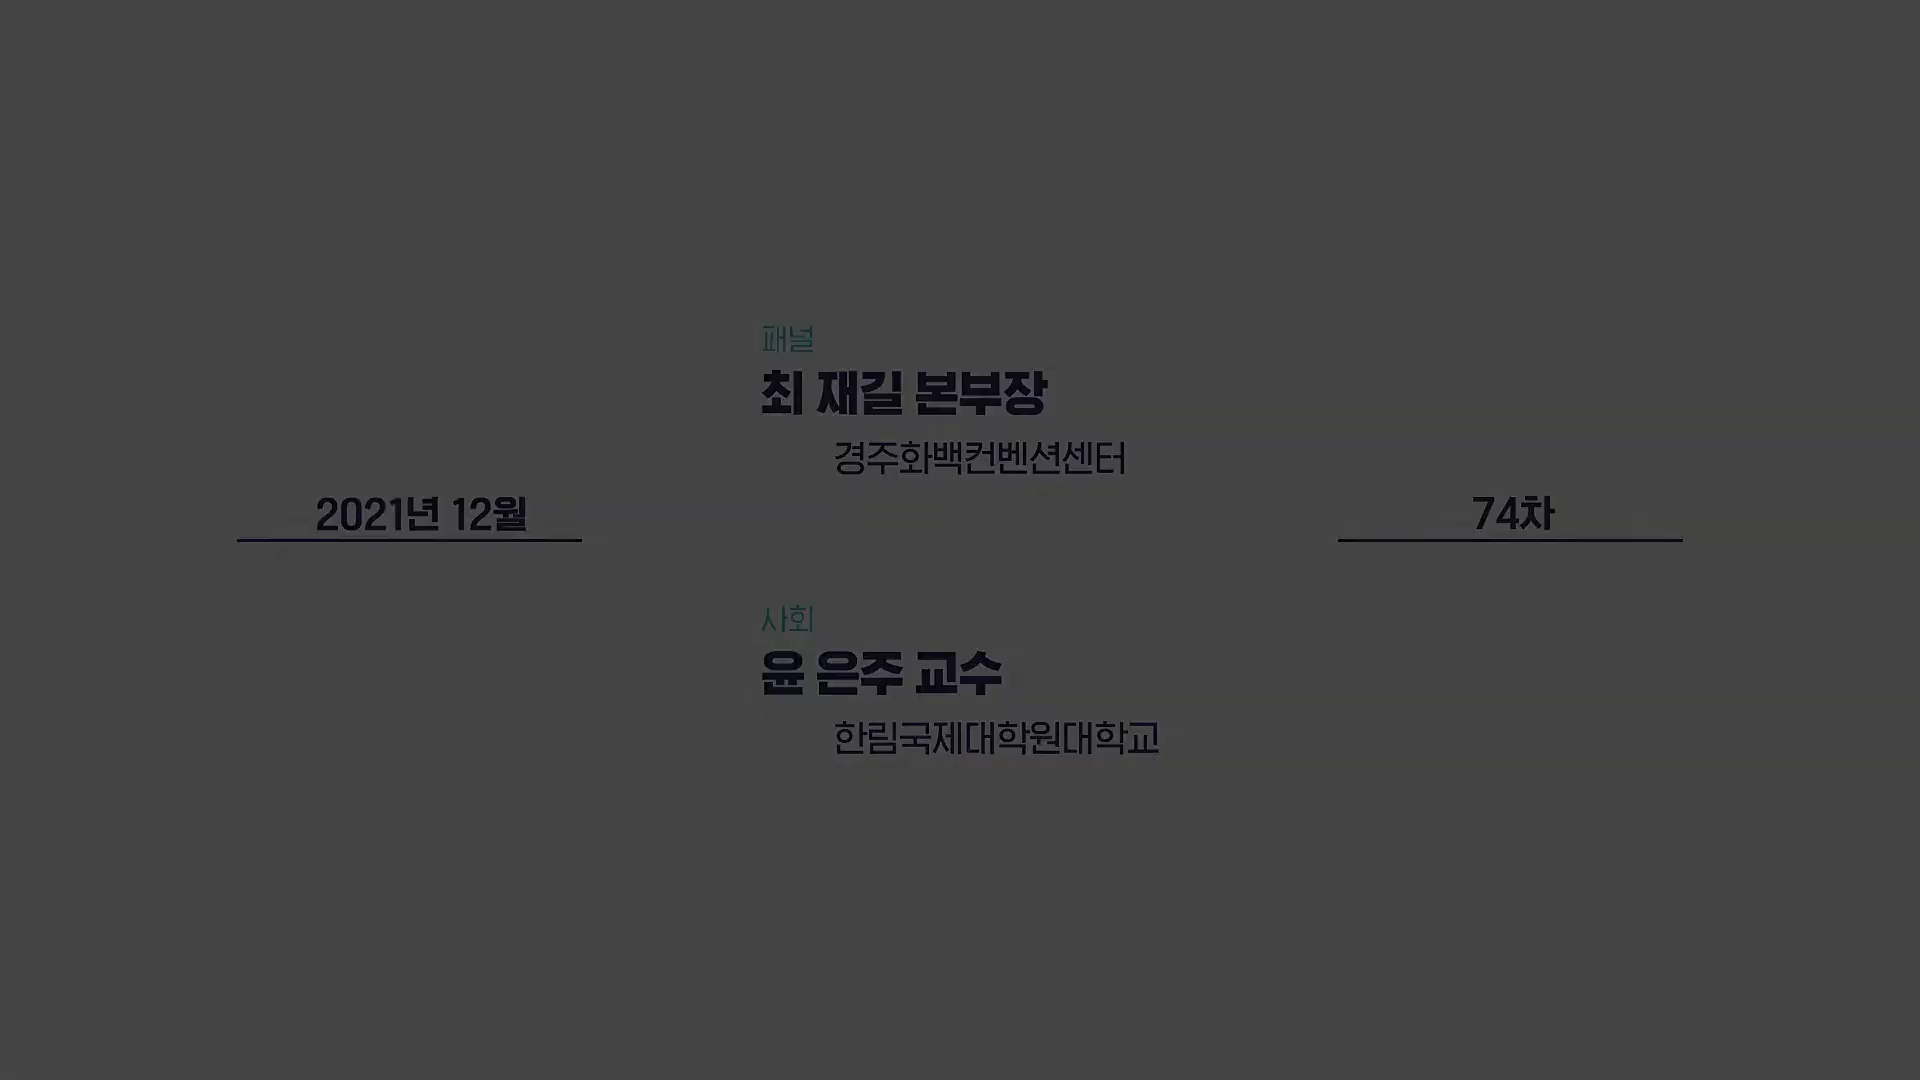 패널
최 재길 본부장
경주화백컨벤션센터
2021년 12월
74차
사회
윤 은주 교수
한림국제대학원대학교